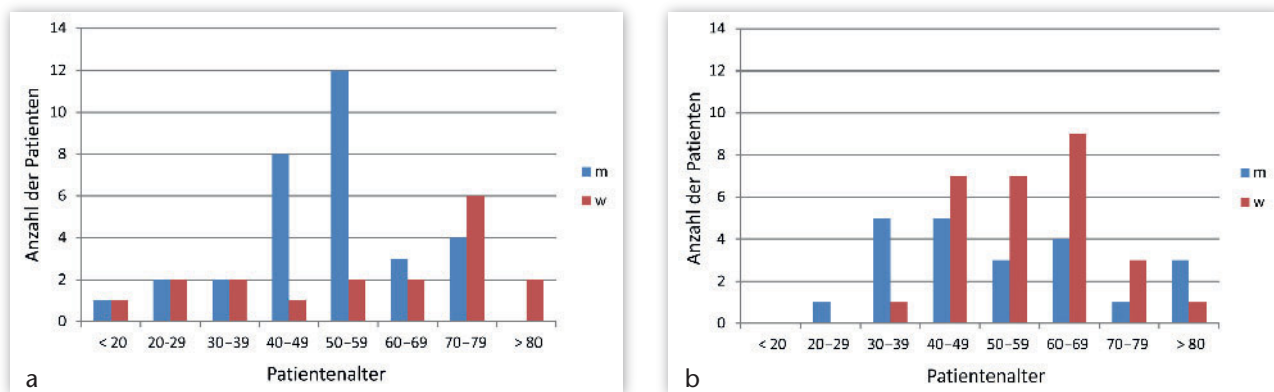 Anzahl der Patienten
14
12
10
8
6
4
2
0
< 20 20-29 30–39 40–49 50–59 60–69 70–79 > 80
Patientenalter
m
w
a
Anzahl der Patienten
14
12
10
8
6
4
2
0
< 20 20–29 30–39 40–49 50–59 60–69 70–79 > 80
Patientenalter
m
w
b